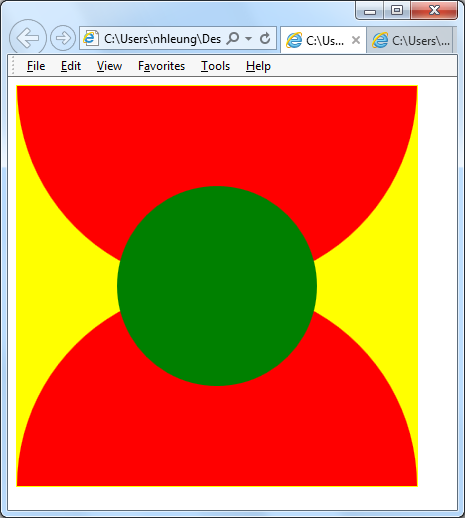 C:\Users\nhleung\Des
C:\Us...
C:\Users\...
File Edit View Favorites Tools Help